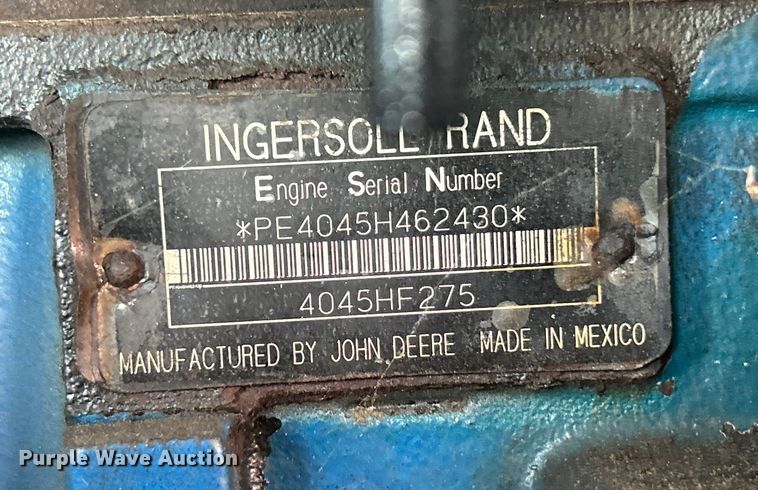 INGERSOLL RAND
Engine Serial Number
*PE4045H462430*
4045HF275
MANUFACTURED BY JOHN DEERE MADE IN MEXICO
Purple Wave Auction